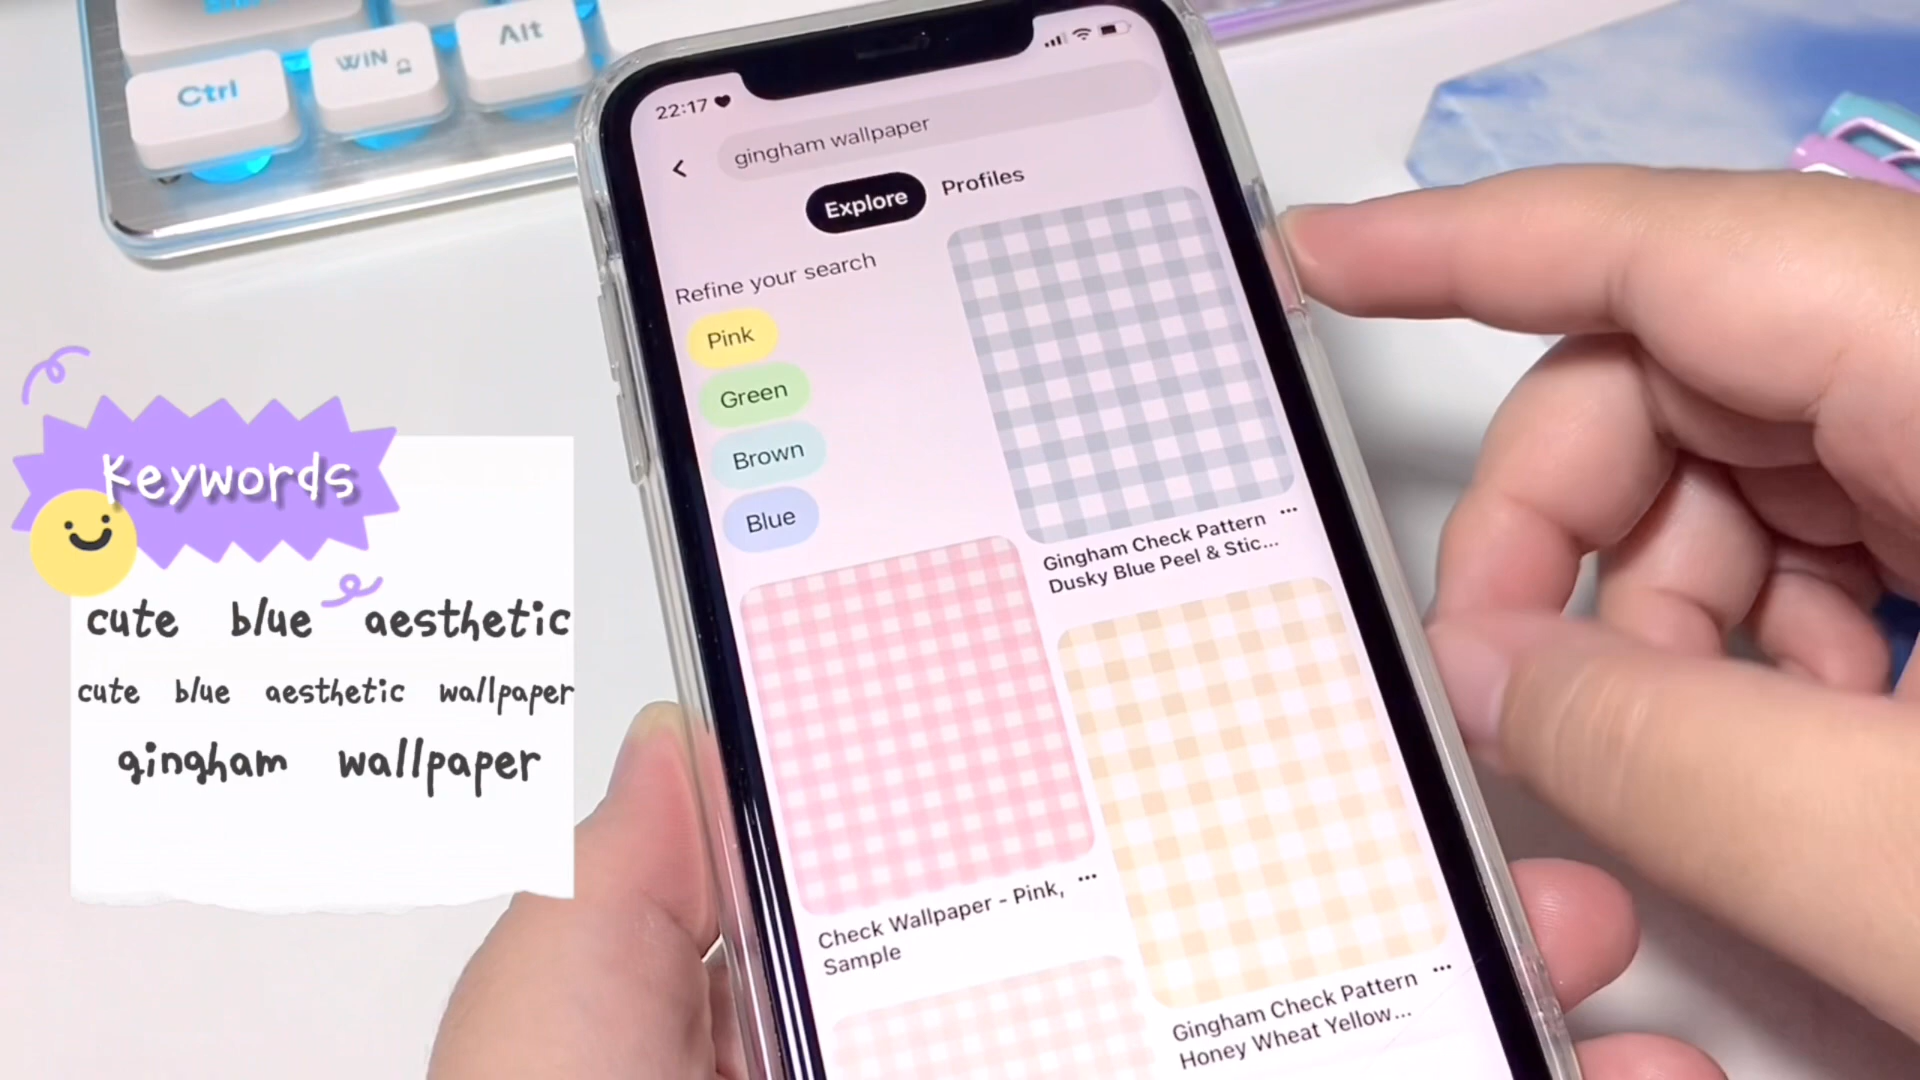 Ctrl
WIN
Alt
22:17
gingham wallpaper
Explore
Profiles
Refine your search
Pink
Green
Brown
Blue
Gingham Check Pattern
Dusky Blue Peel & Stic...
Check Wallpaper - Pink,
Sample
Gingham Check Pattern
Honey Wheat Yellow...
Keywords
cute blue aesthetic
cute blue aesthetic wallpaper
gingham wallpaper